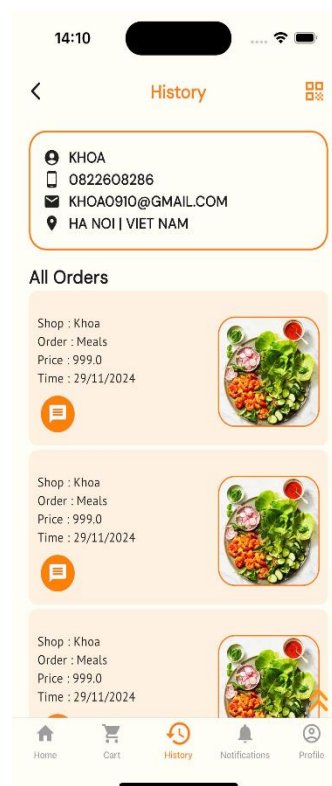 14:10
History
KHOA
0822608286
KHOA0910@GMAIL.COM
HA NOI | VIET NAM
All Orders
Shop : Khoa
Order : Meals
Price : 999.0
Time : 29/11/2024
Shop : Khoa
Order : Meals
Price : 999.0
Time : 29/11/2024
Shop : Khoa
Order : Meals
Price : 999.0
Time : 29/11/2024
Home Cart History Notifications Profile